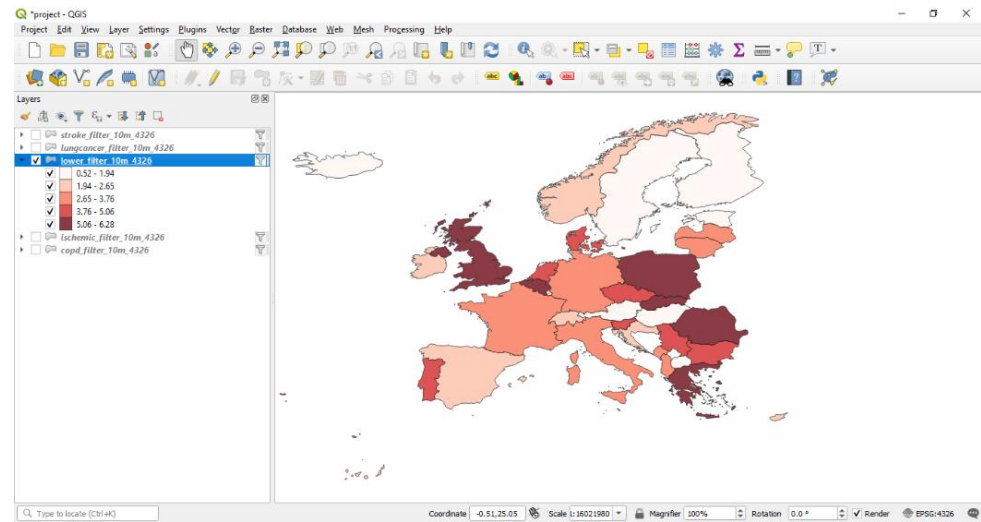 *project - QGIS
Project Edit View Layer Settings Plugins Vector Raster Database Web Mesh Processing Help
Layers
stroke_filter_10m_4326
lungcancer_filter_10m_4326
lower_filter_10m_4326
0.52 - 1.94
1.94 - 2.65
2.65 - 3.76
3.76 - 5.06
5.06 - 6.28
ischemic_filter_10m_4326
copd_filter_10m_4326
Type to locate (Ctrl+K)
Coordinate -0.51,25.05 Scale 1:16021980 Magnifier 100% Rotation 0.0 ° Render EPSG:4326